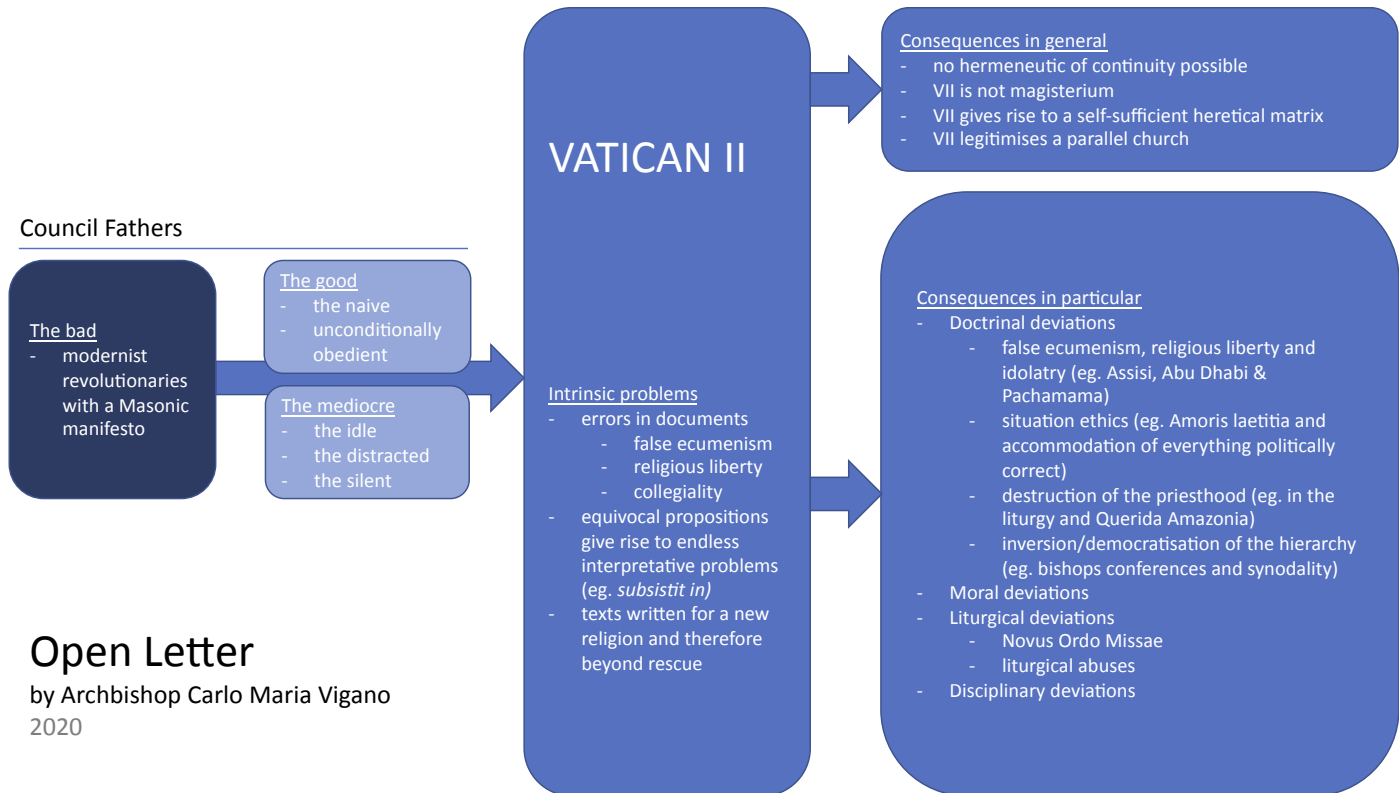 Council Fathers
The bad
- modernist
revolutionaries
with a Masonic
manifesto
The good
- the naive
- unconditionally
obedient
The mediocre
- the idle
- the distracted
- the silent
VATICAN II
Intrinsic problems
- errors in documents
- false ecumenism
- religious liberty
- collegiality
- equivocal propositions
give rise to endless
interpretative problems
(eg. subsistit in)
- texts written for a new
religion and therefore
beyond rescue
Consequences in general
- no hermeneutic of continuity possible
- VII is not magisterium
- VII gives rise to a self-sufficient heretical matrix
- VII legitimises a parallel church
Consequences in particular
- Doctrinal deviations
- false ecumenism, religious liberty and
idolatry (eg. Assisi, Abu Dhabi &
Pachamama)
- situation ethics (eg. Amoris laetitia and
accommodation of everything politically
correct)
- destruction of the priesthood (eg. in the
liturgy and Querida Amazonia)
- inversion/democratisation of the hierarchy
(eg. bishops conferences and synodality)
- Moral deviations
- Liturgical deviations
- Novus Ordo Missae
- liturgical abuses
- Disciplinary deviations
Open Letter
by Archbishop Carlo Maria Vigano
2020